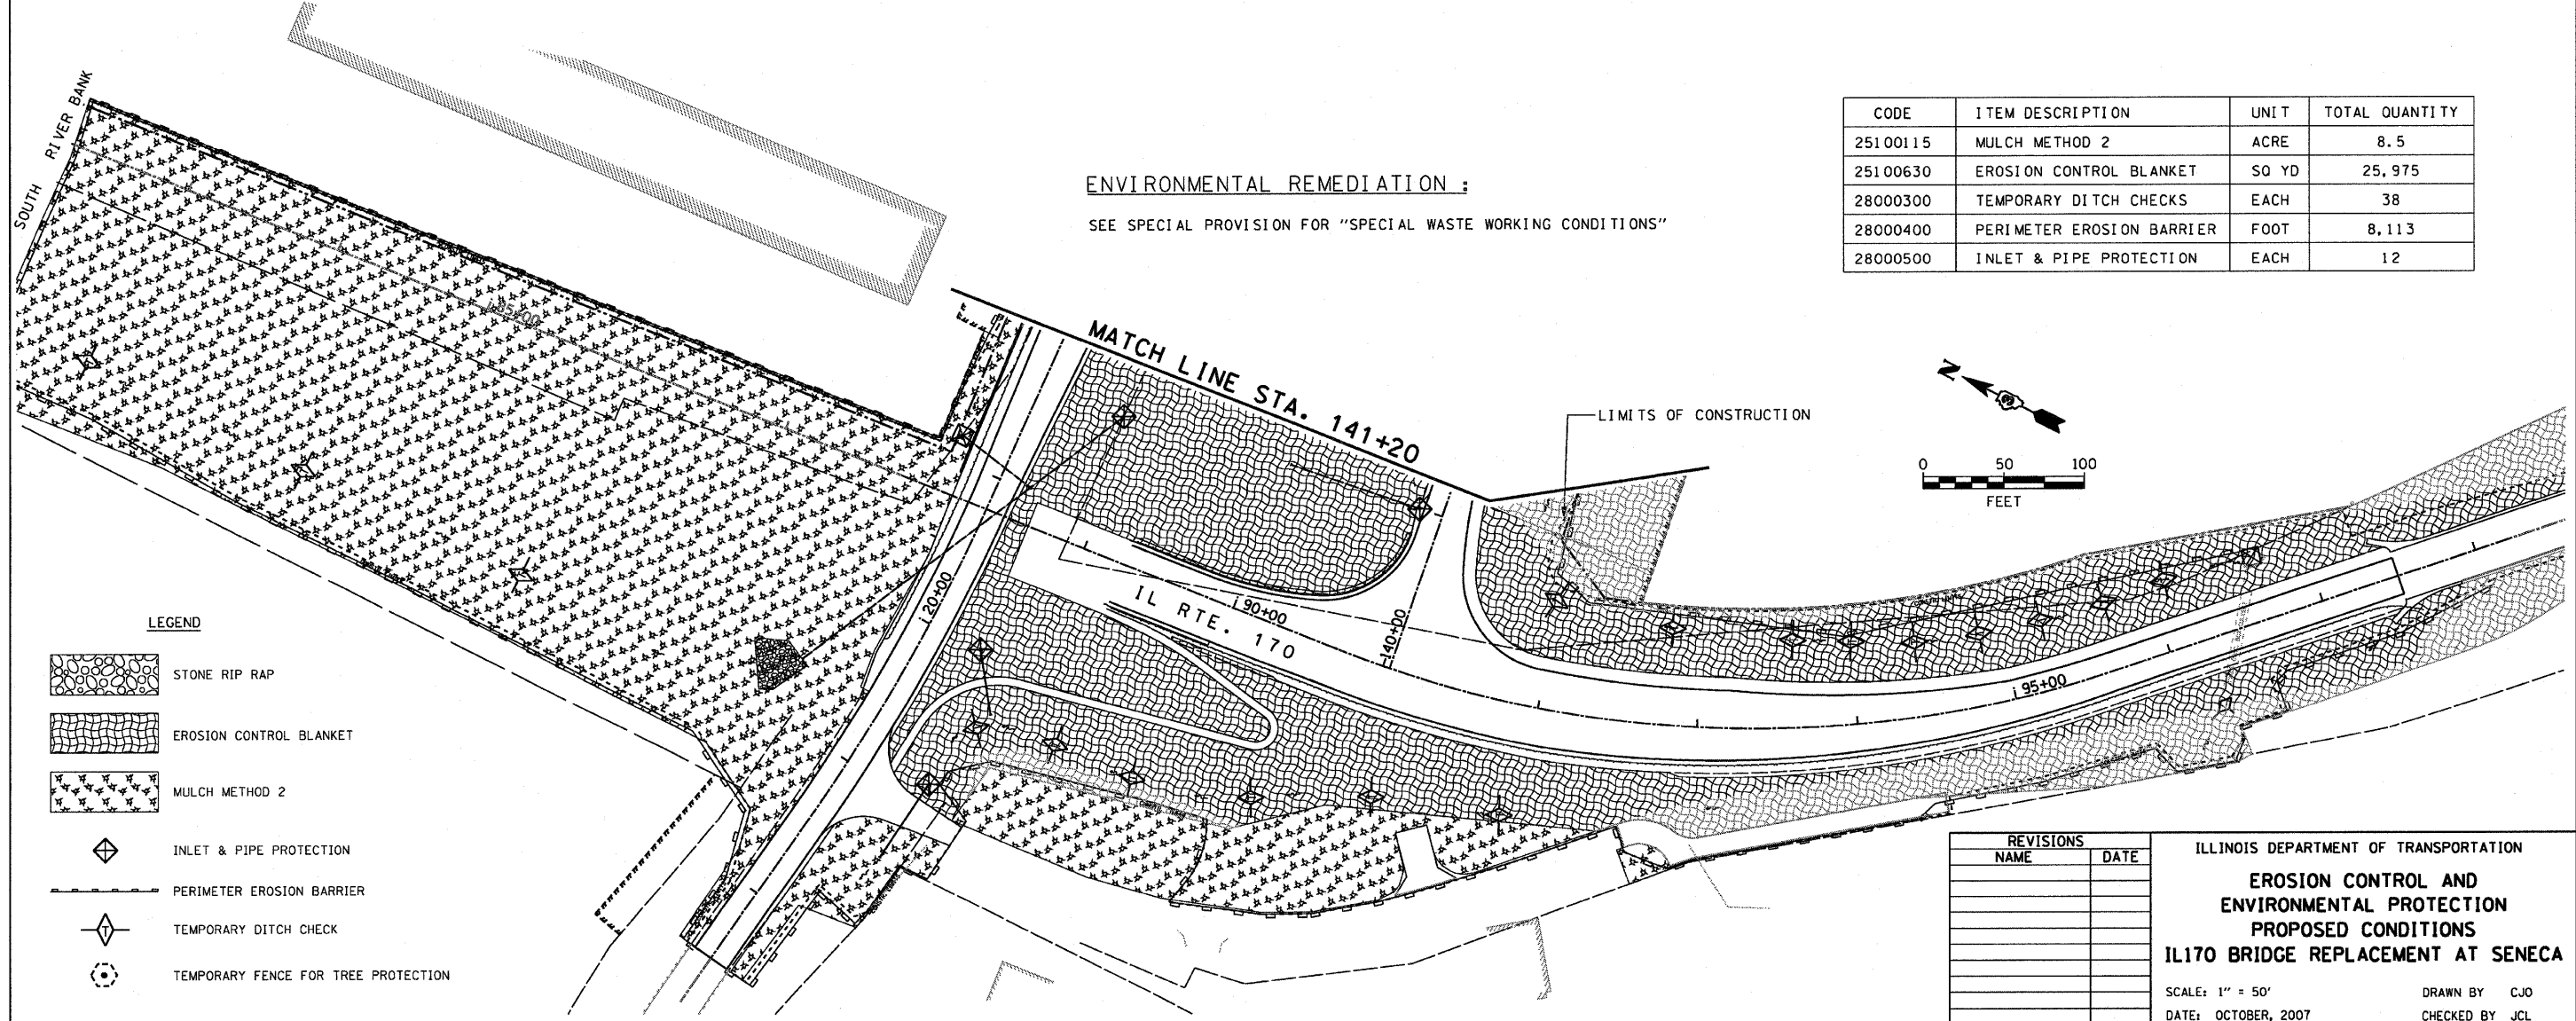 SOUTH RIVER BANK
185+00
ENVIRONMENTAL REMEDIATION :
SEE SPECIAL PROVISION FOR "SPECIAL WASTE WORKING CONDITIONS"
CODE ITEM DESCRIPTION UNIT TOTAL QUANTITY
25100115 MULCH METHOD 2 ACRE 8.5
25100630 EROSION CONTROL BLANKET SQ YD 25,975
28000300 TEMPORARY DITCH CHECKS EACH 38
28000400 PERIMETER EROSION BARRIER FOOT 8,113
28000500 INLET & PIPE PROTECTION EACH 12
MATCH LINE STA. 141+20
LIMITS OF CONSTRUCTION
N
0 50 100
FEET
120+00
IL RTE. 170
190+00
140+00
195+00
LEGEND
STONE RIP RAP
EROSION CONTROL BLANKET
MULCH METHOD 2
INLET & PIPE PROTECTION
PERIMETER EROSION BARRIER
T TEMPORARY DITCH CHECK
TEMPORARY FENCE FOR TREE PROTECTION
REVISIONS
NAME DATE
ILLINOIS DEPARTMENT OF TRANSPORTATION
EROSION CONTROL AND
ENVIRONMENTAL PROTECTION
PROPOSED CONDITIONS
IL170 BRIDGE REPLACEMENT AT SENECA
SCALE: 1" = 50' DRAWN BY CJO
DATE: OCTOBER, 2007 CHECKED BY JCL